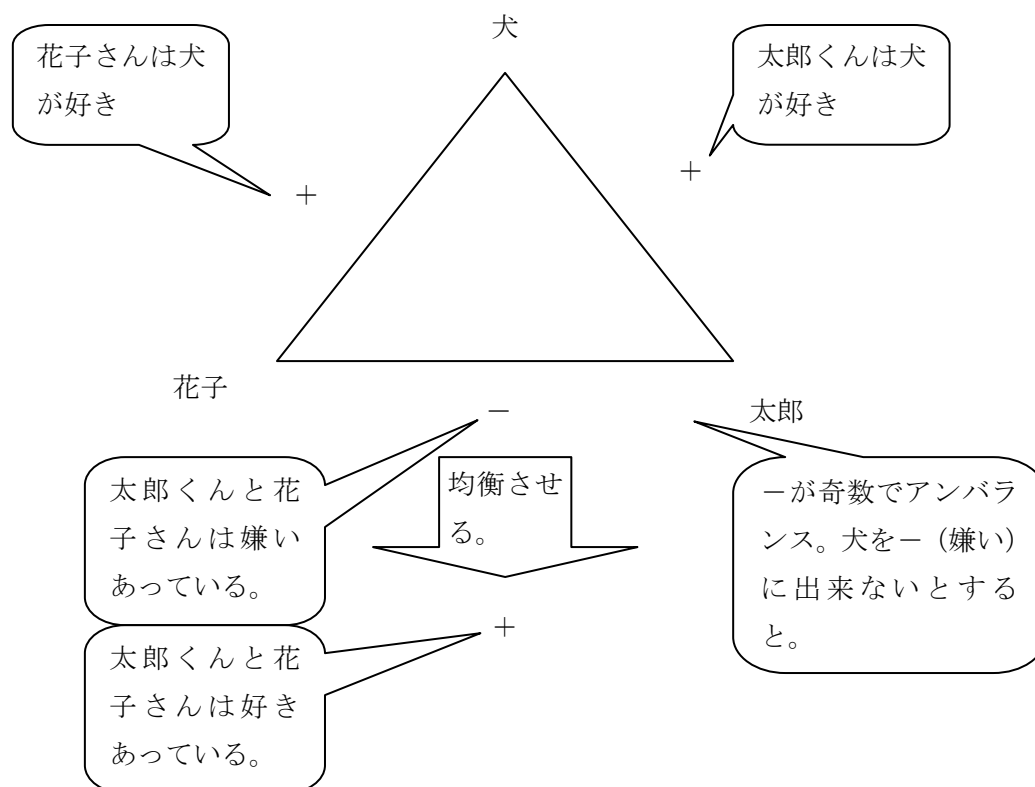 犬
花子さんは犬
が好き
太郎くんは犬
が好き
＋
＋
花子
太郎
－
太郎くんと花
子さんは嫌い
あっている。
均衡させ
る。
－が奇数でアンバラ
ンス。犬を－（嫌い）
に出来ないとする
と。
＋
太郎くんと花
子さんは好き
あっている。